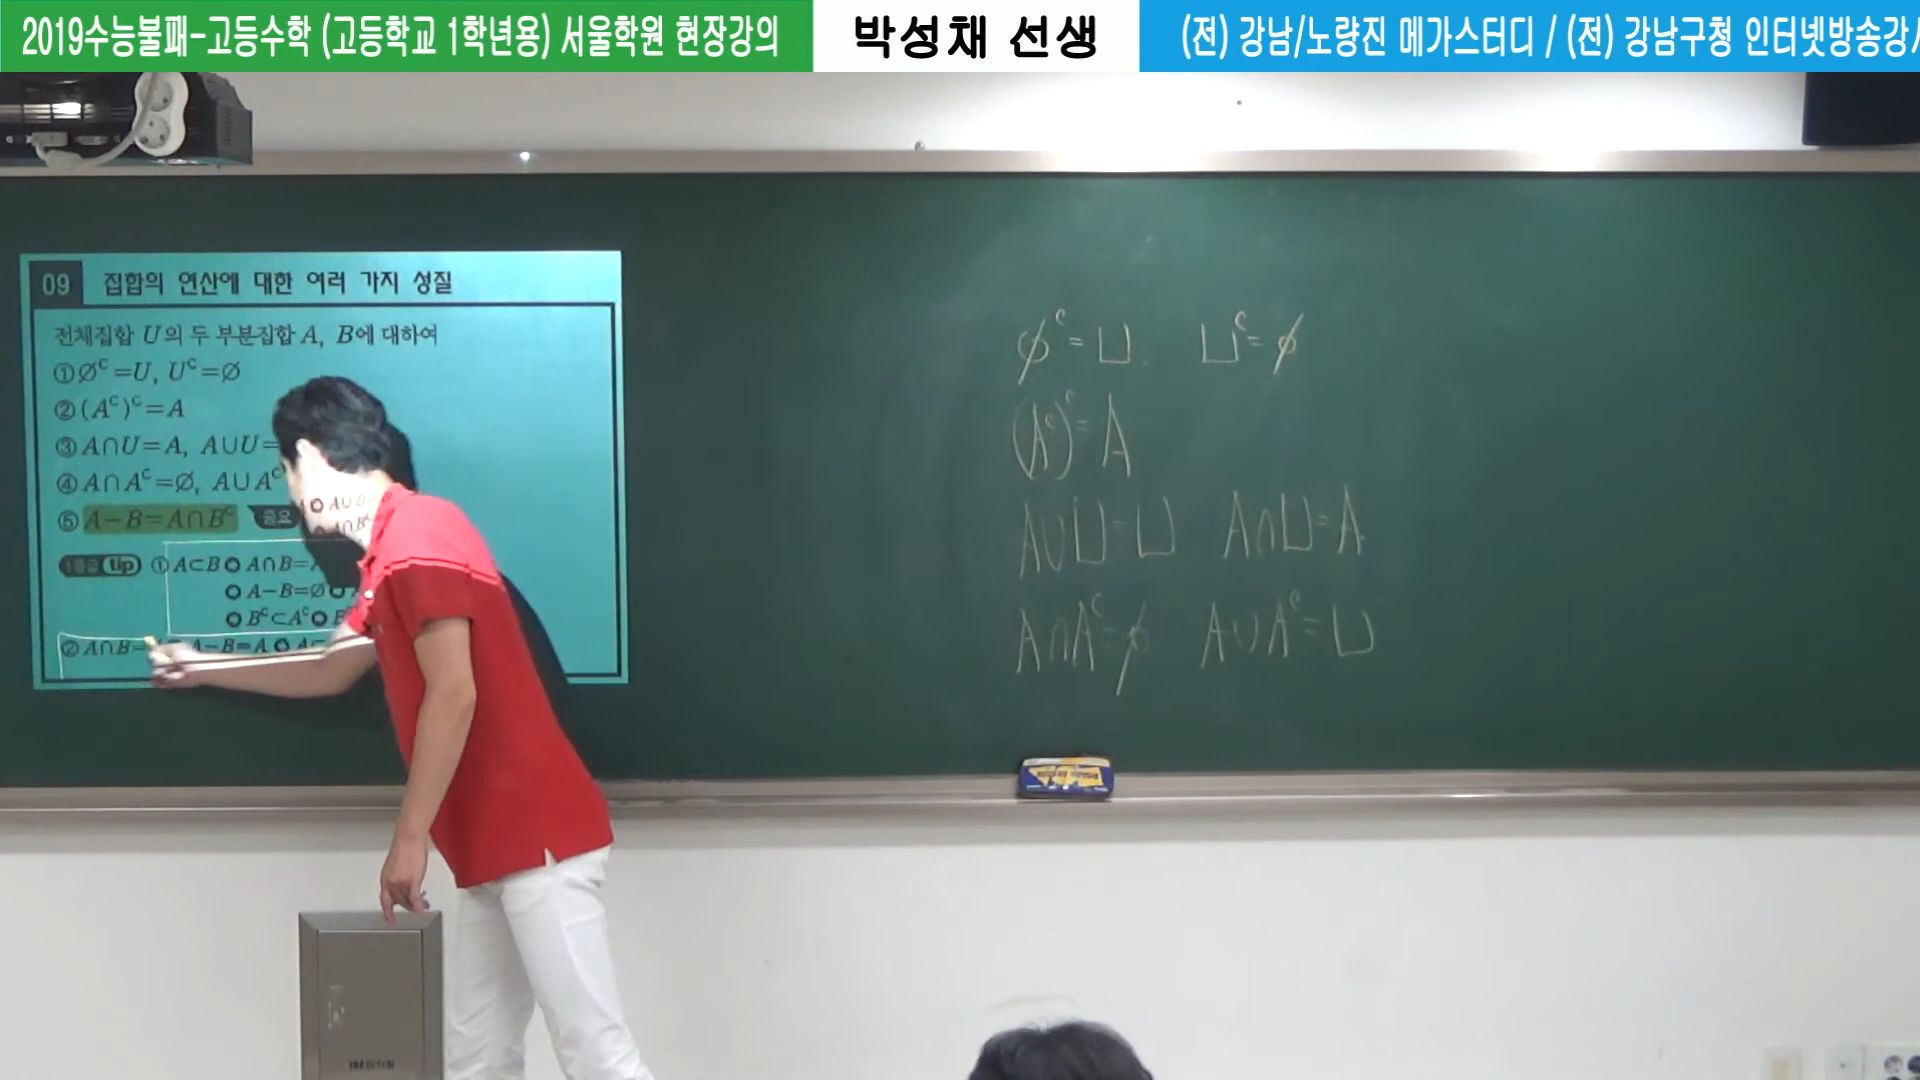 2019수능불패-고등수학 (고등학교 1학년용) 서울학원 현장강의
박성채 선생
(전) 강남/노량진 메가스터디 / (전) 강남구청 인터넷방송강사
09 집합의 연산에 대한 여러 가지 성질
전체집합 U의 두 부분집합 A, B에 대하여
①∅ᶜ=U, Uᶜ=∅
②(Aᶜ)ᶜ=A
③A∩U=A, A∪U=
④A∩Aᶜ=∅, A∪Aᶜ
⑤A-B=A∩Bᶜ 중요
tip ①A⊂B A∩B=
A-B=∅
Bᶜ⊂Aᶜ
②A∩B= A-B=A
∅ᶜ=U. Uᶜ=∅
(Aᶜ)ᶜ=A
A∪U=U A∩U=A
A∩Aᶜ=∅ A∪Aᶜ=U